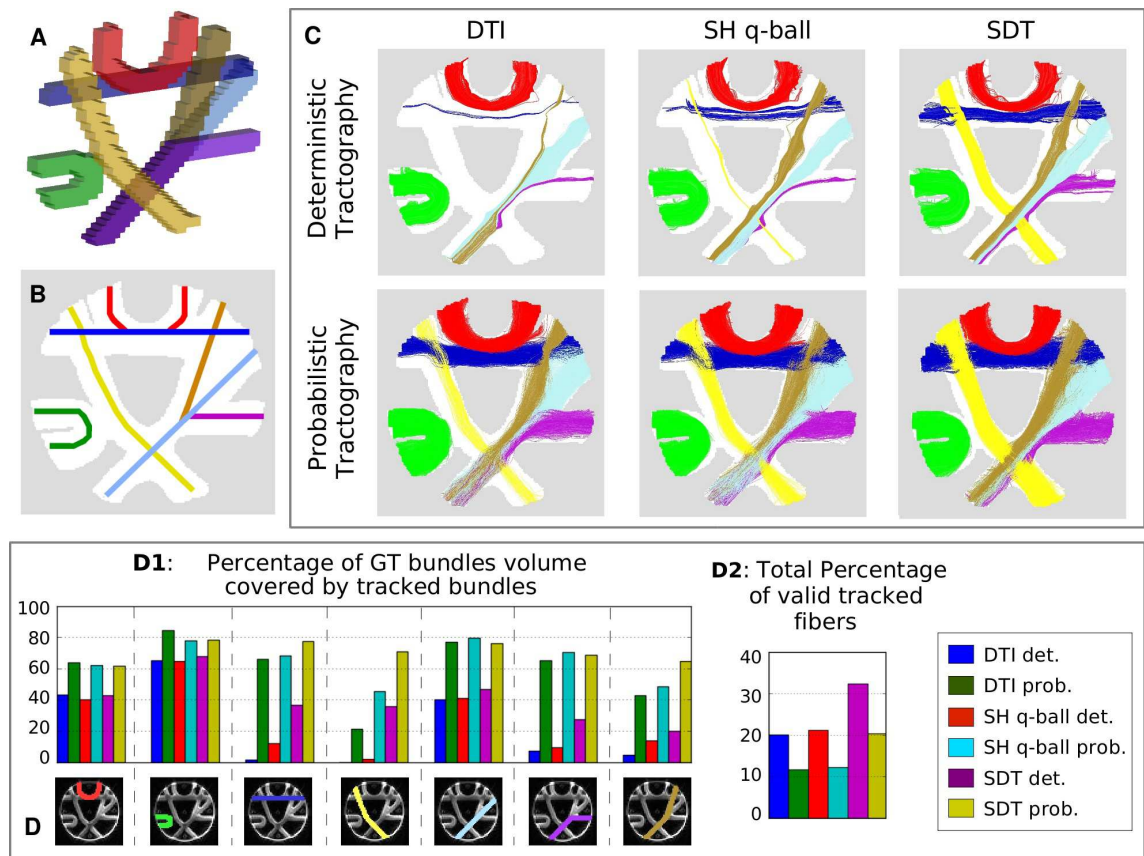 A
B
C
DTI
SH q-ball
SDT
Deterministic
Tractography
Probabilistic
Tractography
D1: Percentage of GT bundles volume
covered by tracked bundles
100
80
60
40
20
0
D
D2: Total Percentage
of valid tracked
fibers
40
30
20
10
0
DTI det.
DTI prob.
SH q-ball det.
SH q-ball prob.
SDT det.
SDT prob.